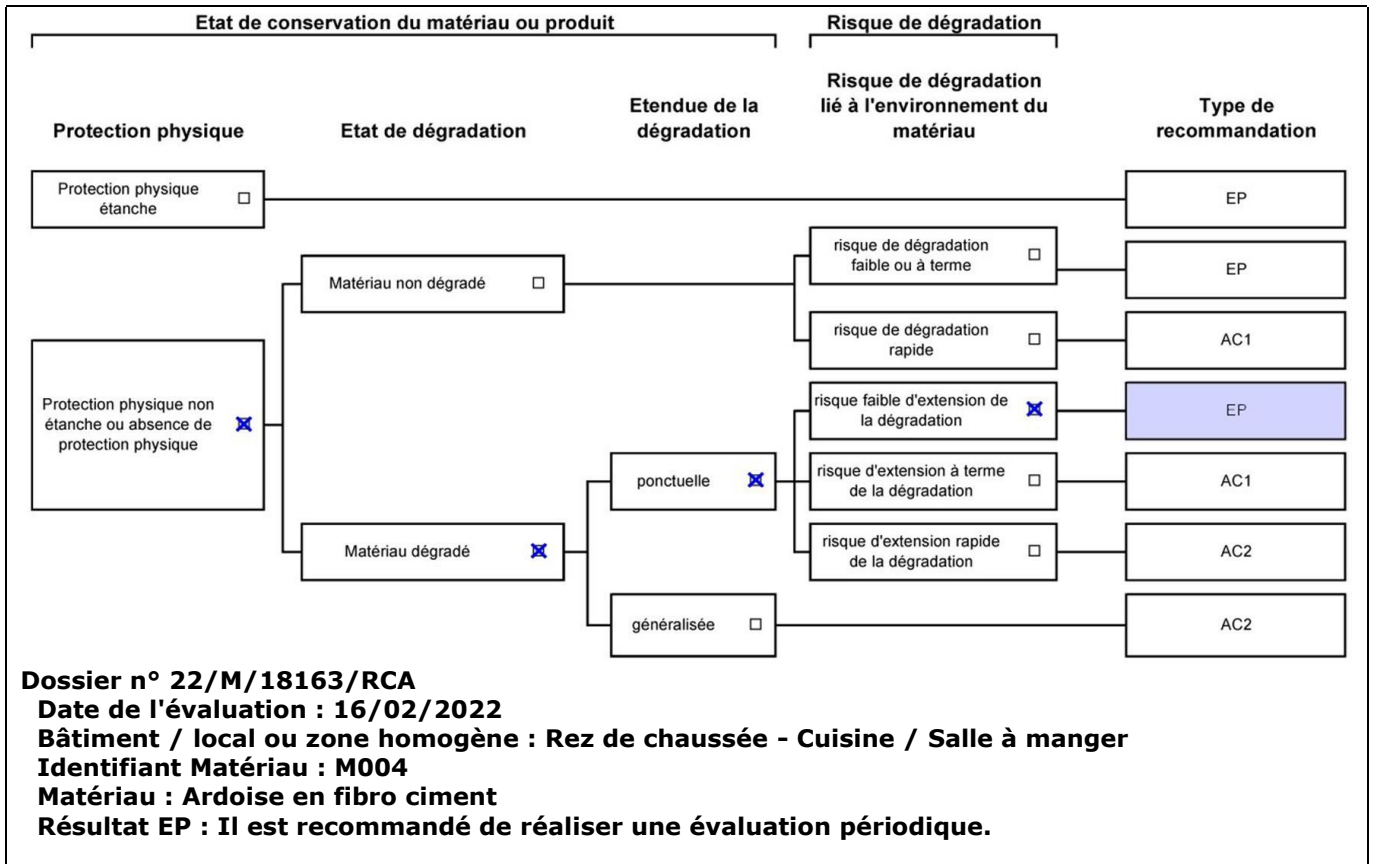 Etat de conservation du matériau ou produit
Risque de dégradation
Protection physique
Etat de dégradation
Etendue de la
dégradation
Risque de dégradation
lié à l'environnement du
matériau
Type de
recommandation
Protection physique
étanche
EP
risque de dégradation
faible ou à terme
EP
Matériau non dégradé
risque de dégradation
rapide
AC1
Protection physique non
étanche ou absence de
protection physique
risque faible d'extension de
la dégradation
EP
ponctuelle
risque d'extension à terme
de la dégradation
AC1
Matériau dégradé
risque d'extension rapide
de la dégradation
AC2
généralisée
AC2
Dossier n° 22/M/18163/RCA
Date de l'évaluation : 16/02/2022
Bâtiment / local ou zone homogène : Rez de chaussée - Cuisine / Salle à manger
Identifiant Matériau : M004
Matériau : Ardoise en fibro ciment
Résultat EP : Il est recommandé de réaliser une évaluation périodique.